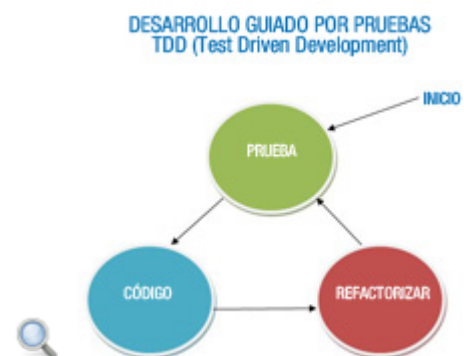 DESARROLLO GUIADO POR PRUEBAS
TDD (Test Driven Development)
INICIO
PRUEBA
CÓDIGO
REFACTORIZAR